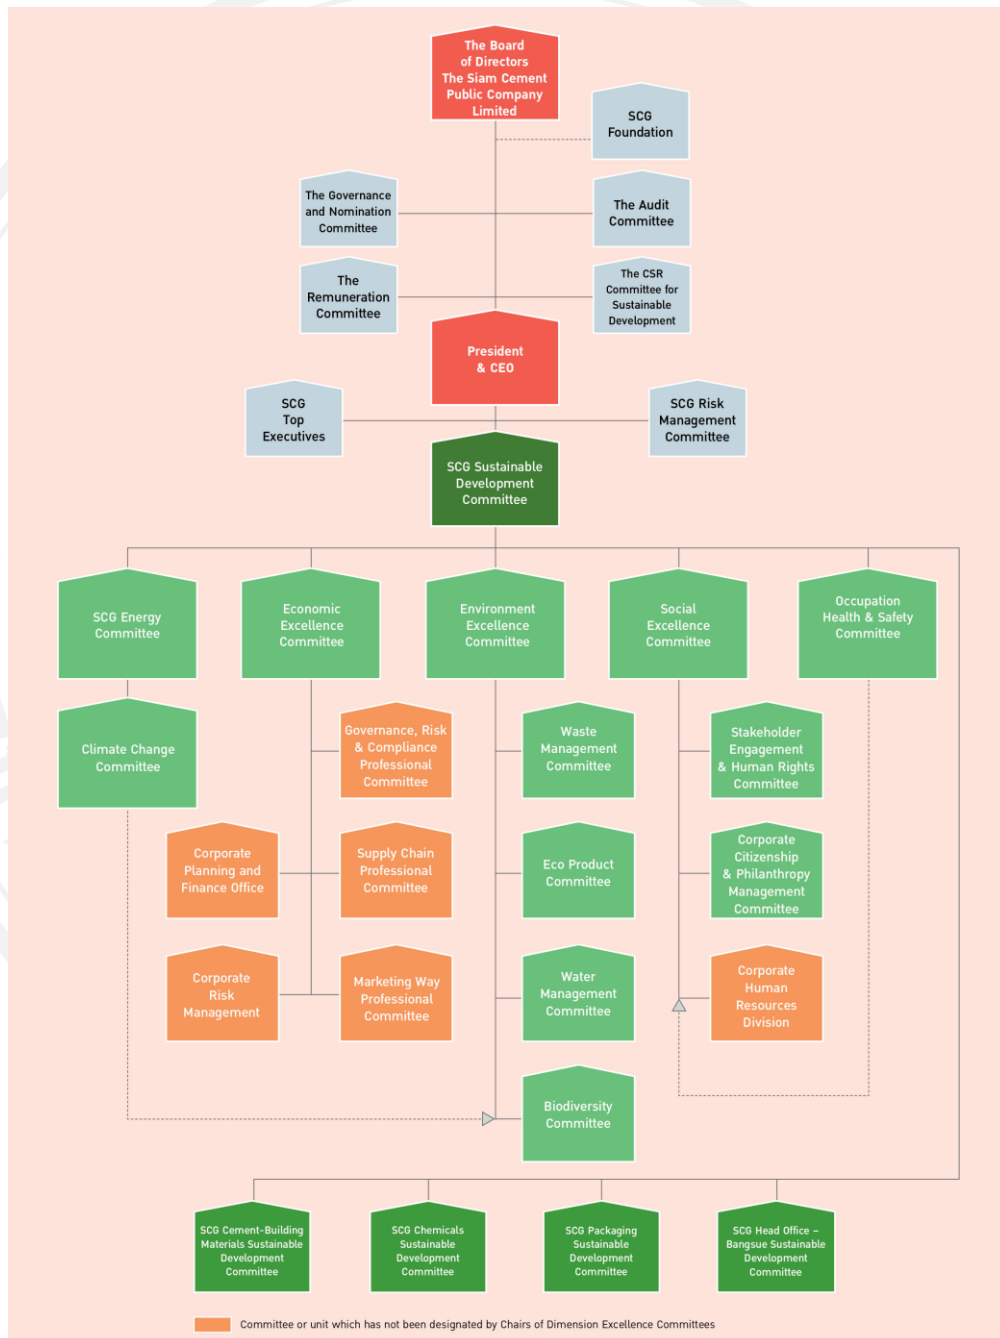 The Board
of Directors
The Siam Cement
Public Company
Limited
SCG
Foundation
The Governance
and Nomination
Committee
The Audit
Committee
The
Remuneration
Committee
The CSR
Committee for
Sustainable
Development
President
& CEO
SCG
Top
Executives
SCG Risk
Management
Committee
SCG Sustainable
Development
Committee
SCG Energy
Committee
Economic
Excellence
Committee
Environment
Excellence
Committee
Social
Excellence
Committee
Occupation
Health & Safety
Committee
Climate Change
Committee
Governance, Risk
& Compliance
Professional
Committee
Waste
Management
Committee
Stakeholder
Engagement
& Human Rights
Committee
Corporate
Planning and
Finance Office
Supply Chain
Professional
Committee
Eco Product
Committee
Corporate
Citizenship
& Philanthropy
Management
Committee
Corporate
Risk
Management
Marketing Way
Professional
Committee
Water
Management
Committee
Corporate
Human
Resources
Division
Biodiversity
Committee
SCG Cement-Building
Materials Sustainable
Development
Committee
SCG Chemicals
Sustainable
Development
Committee
SCG Packaging
Sustainable
Development
Committee
SCG Head Office –
Bangsue Sustainable
Development
Committee
Committee or unit which has not been designated by Chairs of Dimension Excellence Committees